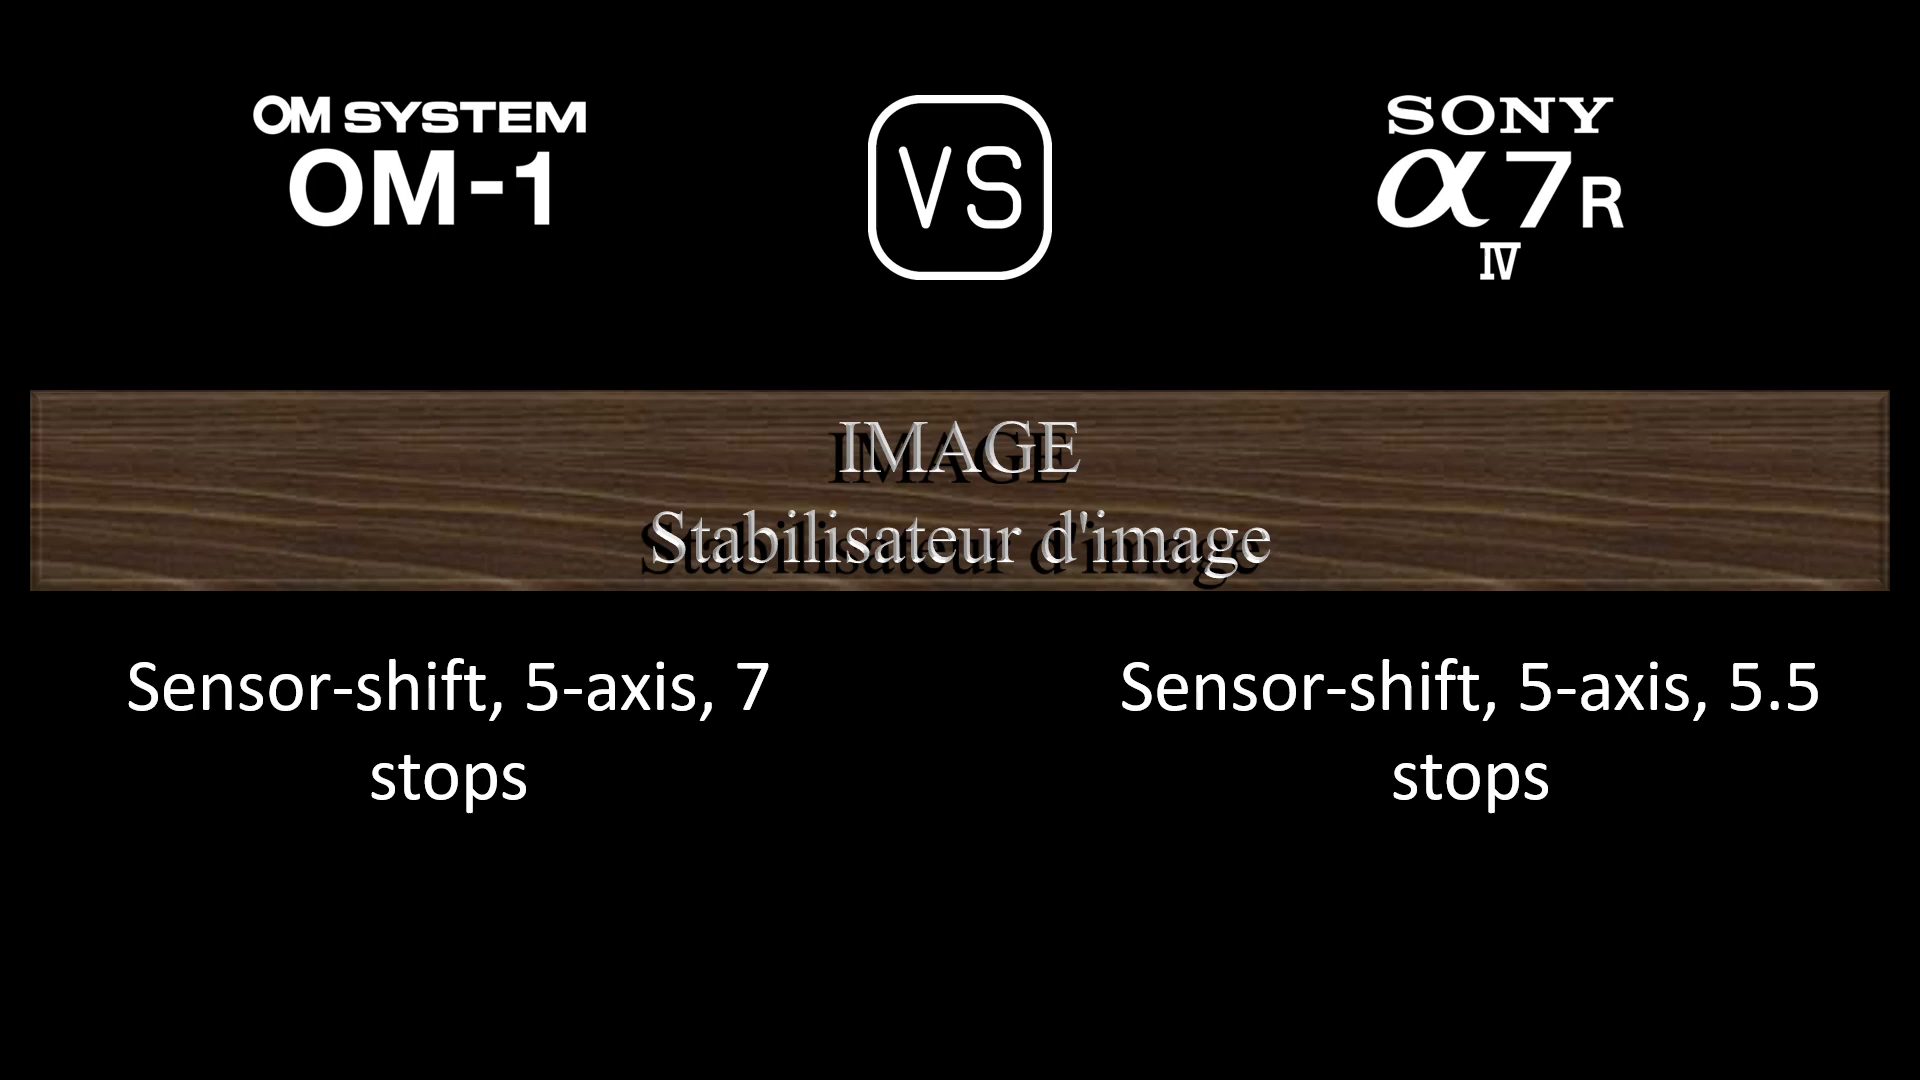 OM SYSTEM
OM-1
VS
SONY
α7R
IV
IMAGE
Stabilisateur d'image
Sensor-shift, 5-axis, 7
stops
Sensor-shift, 5-axis, 5.5
stops